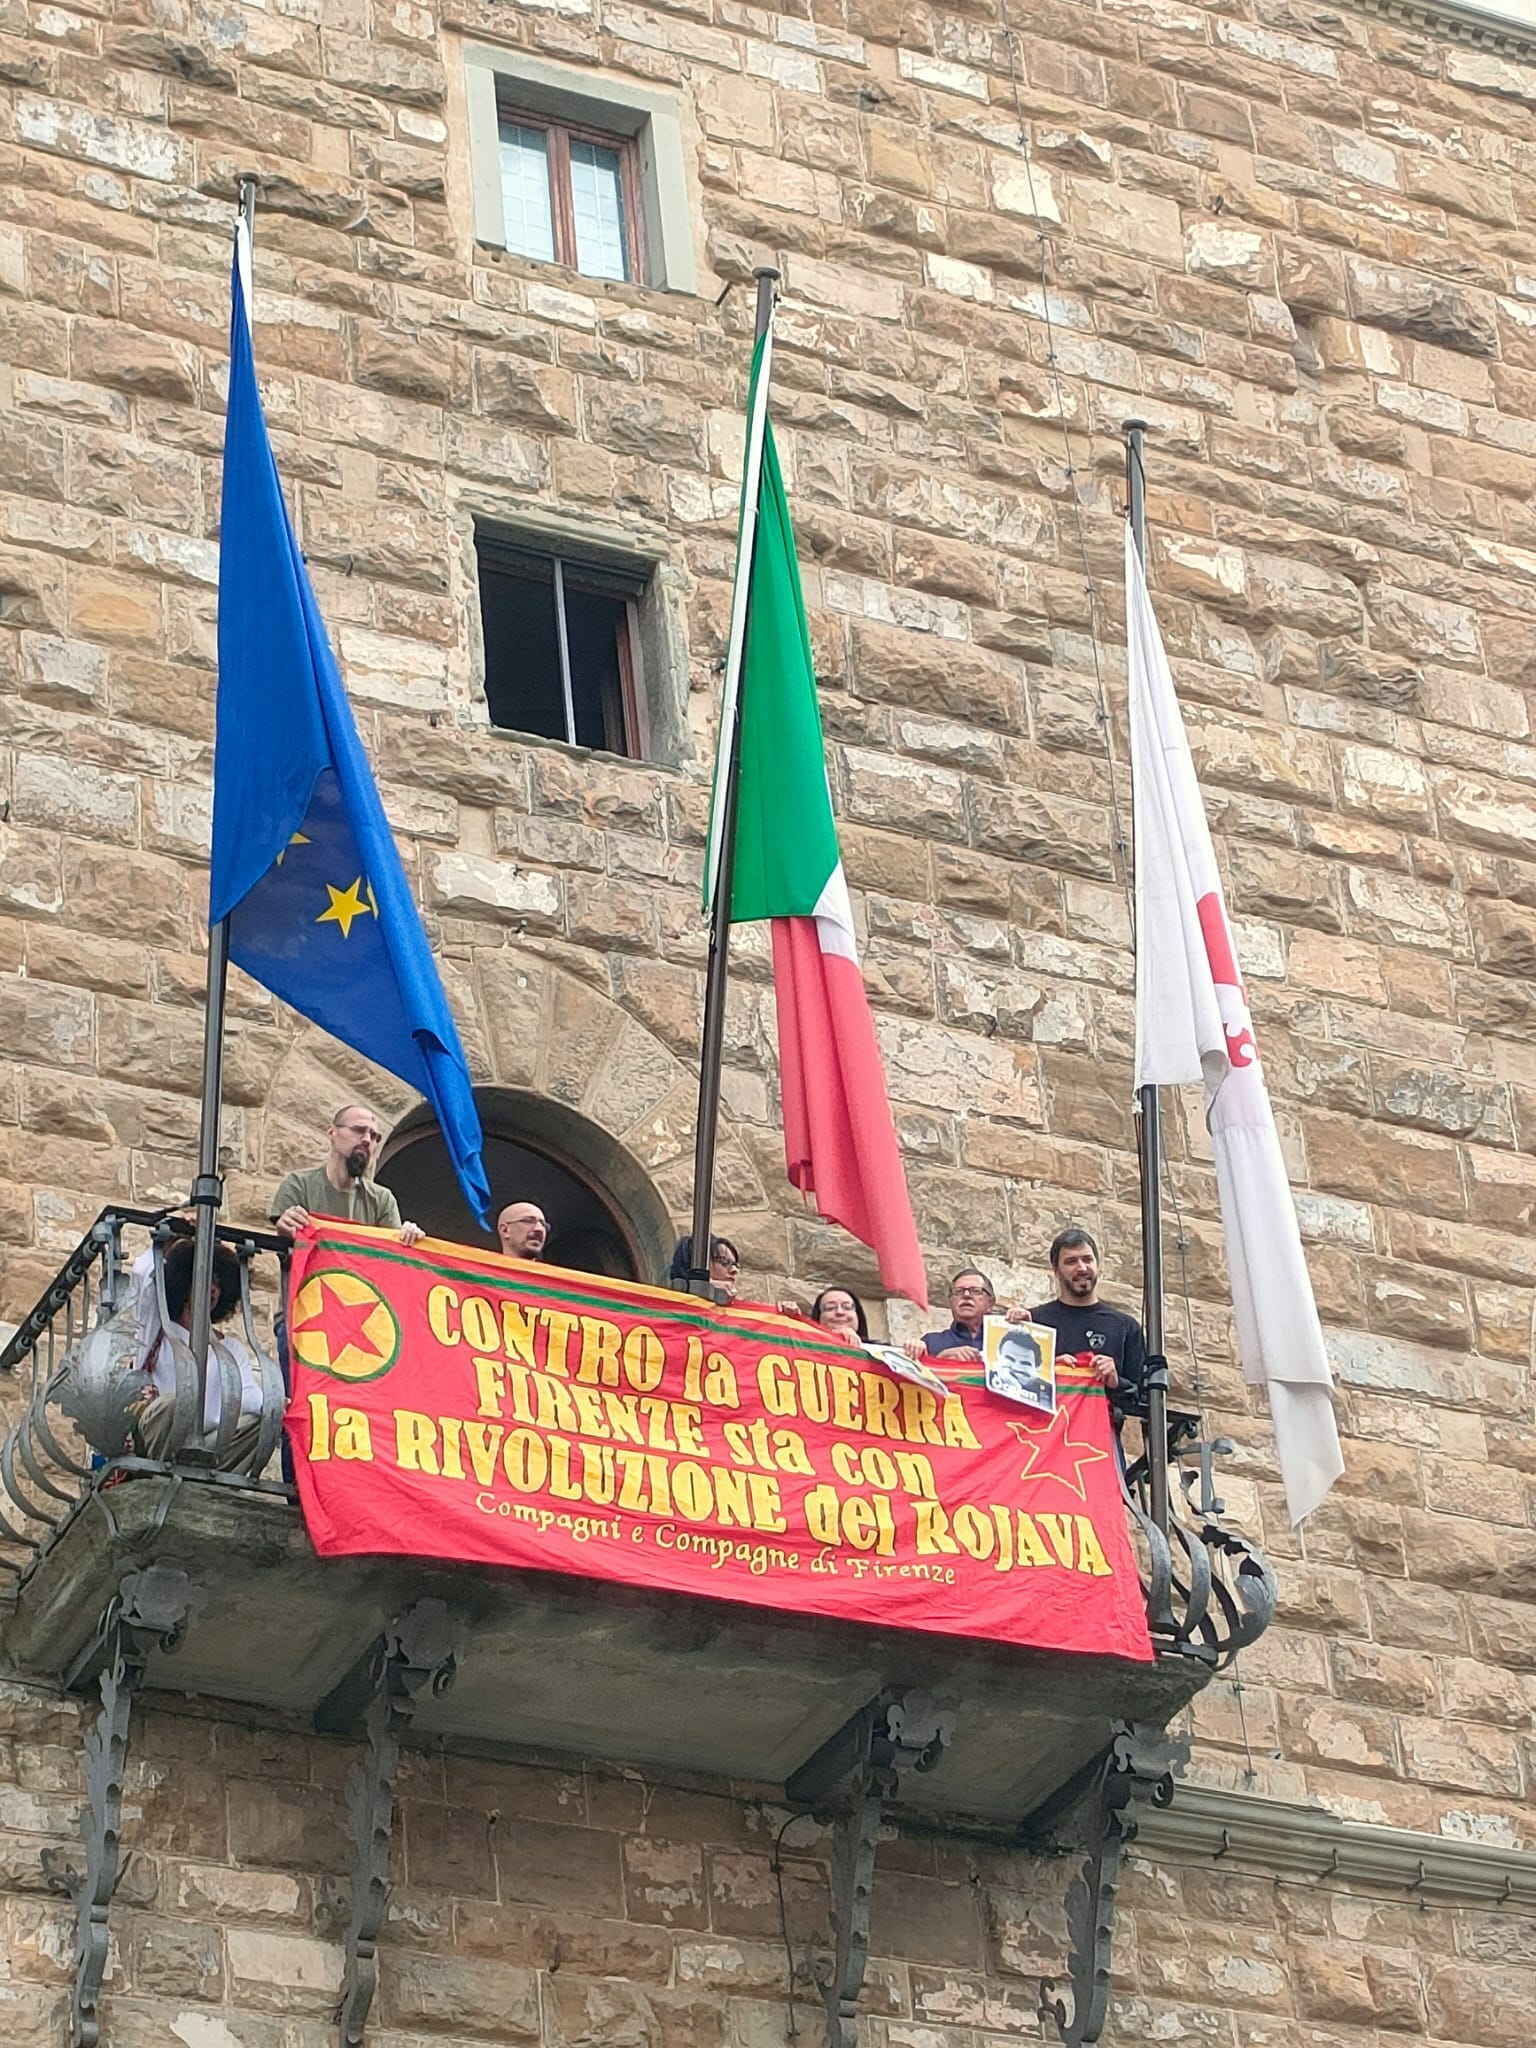 CONTRO la GUERRA
FIRENZE sta con
la RIVOLUZIONE del ROJAVA
Compagni e Compagne di Firenze